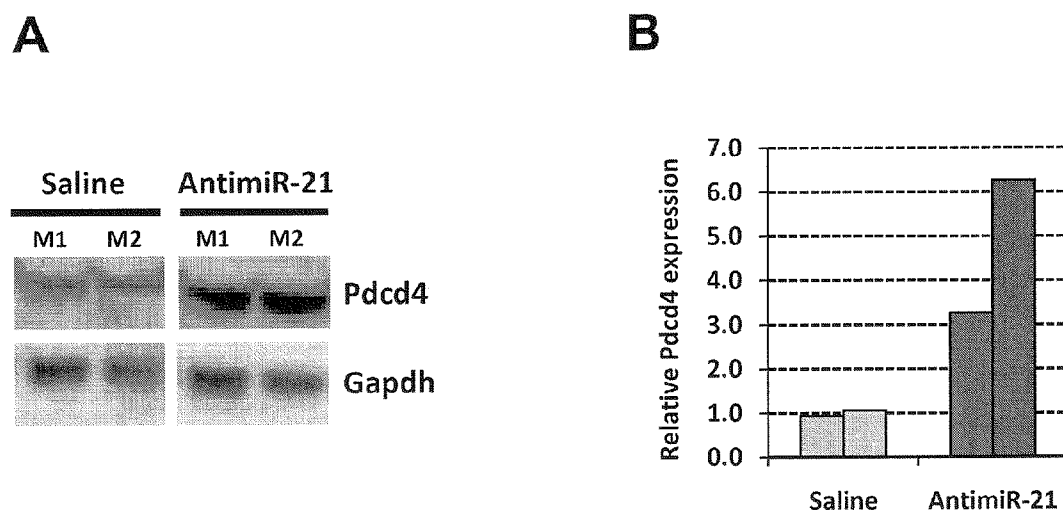 A
B
Saline AntimiR-21
M1 M2 M1 M2
Pdcd4
Gapdh
Relative Pdcd4 expression
7.0
6.0
5.0
4.0
3.0
2.0
1.0
0.0
Saline AntimiR-21